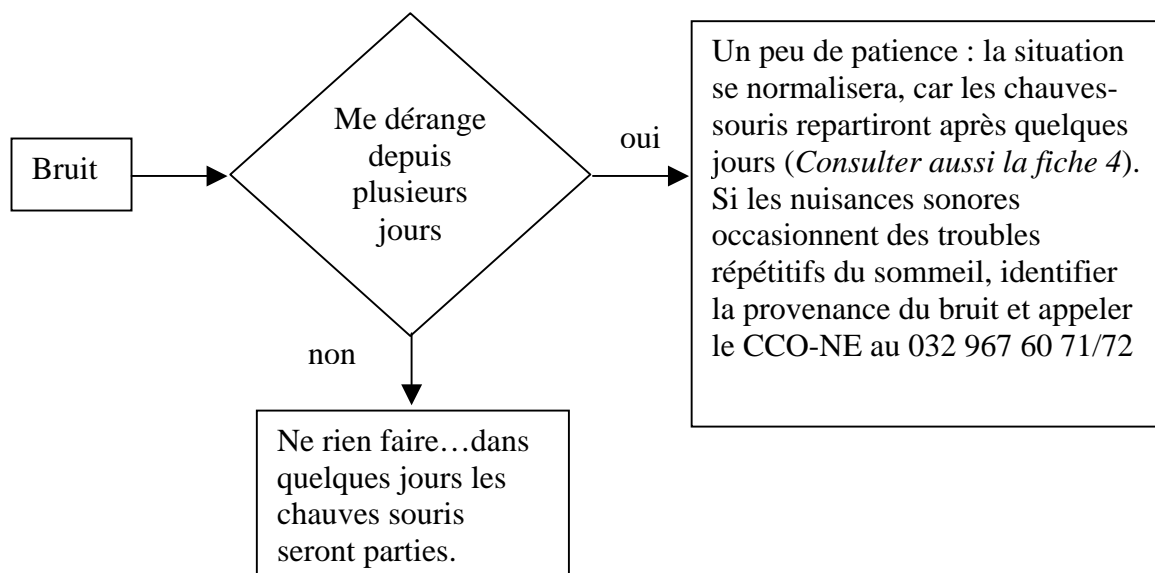 Bruit
Me dérange
depuis
plusieurs
jours
oui
Un peu de patience : la situation
se normalisera, car les chauves-
souris repartiront après quelques
jours (Consulter aussi la fiche 4).
Si les nuisances sonores
occasionnent des troubles
répétitifs du sommeil, identifier
la provenance du bruit et appeler
le CCO-NE au 032 967 60 71/72
non
Ne rien faire…dans
quelques jours les
chauves souris
seront parties.